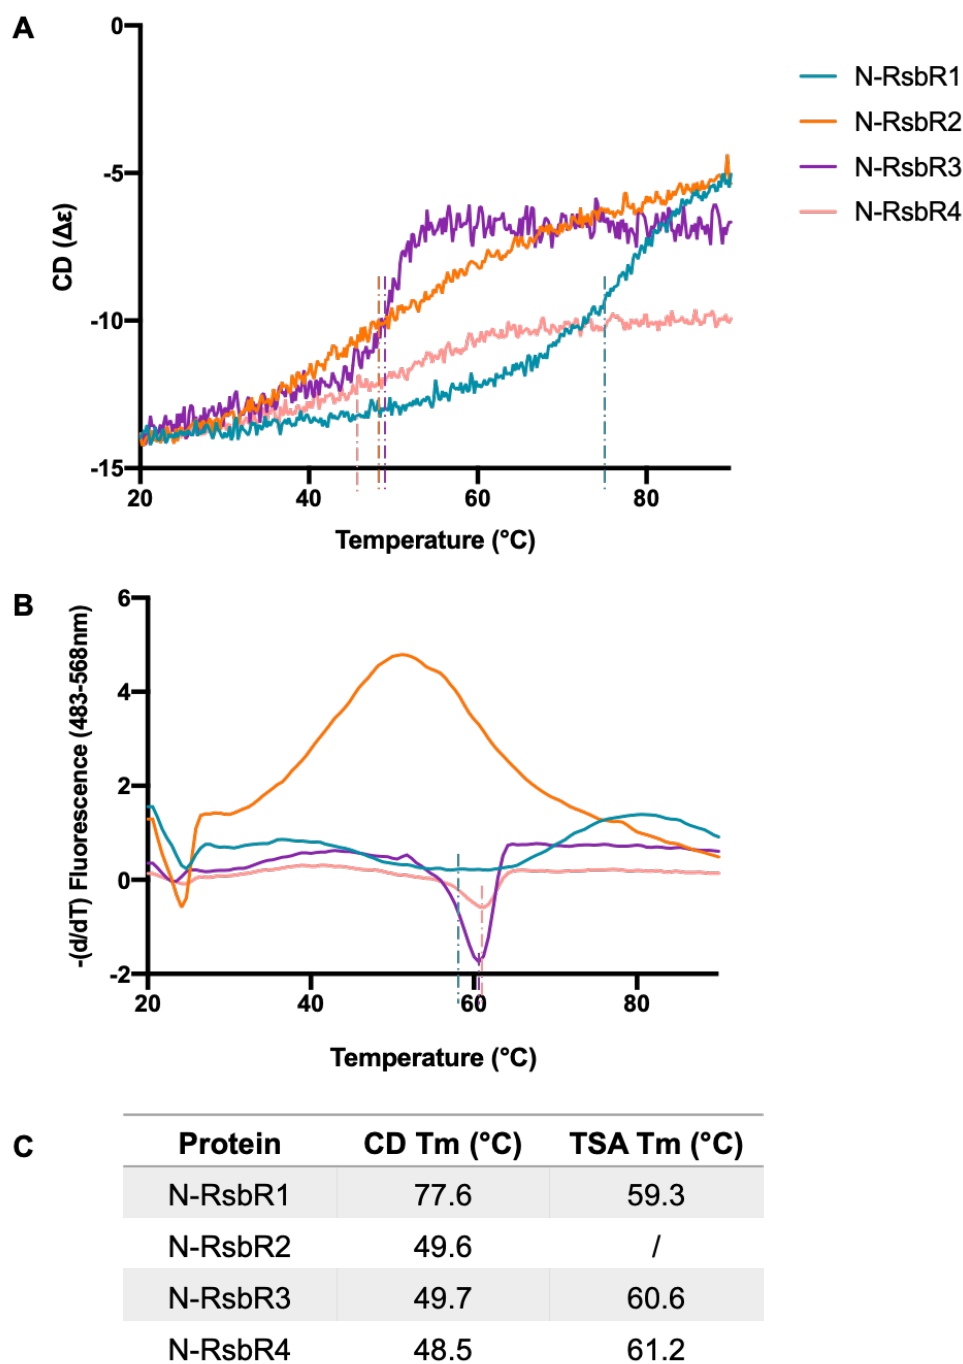 A
0
-5
-10
-15
CD (Δε)
20 40 60 80
Temperature (°C)
N-RsbR1
N-RsbR2
N-RsbR3
N-RsbR4
B
6
4
2
0
-2
-(d/dT) Fluorescence (483-568nm)
20 40 60 80
Temperature (°C)
C
Protein CD Tm (°C) TSA Tm (°C)
N-RsbR1 77.6 59.3
N-RsbR2 49.6 /
N-RsbR3 49.7 60.6
N-RsbR4 48.5 61.2